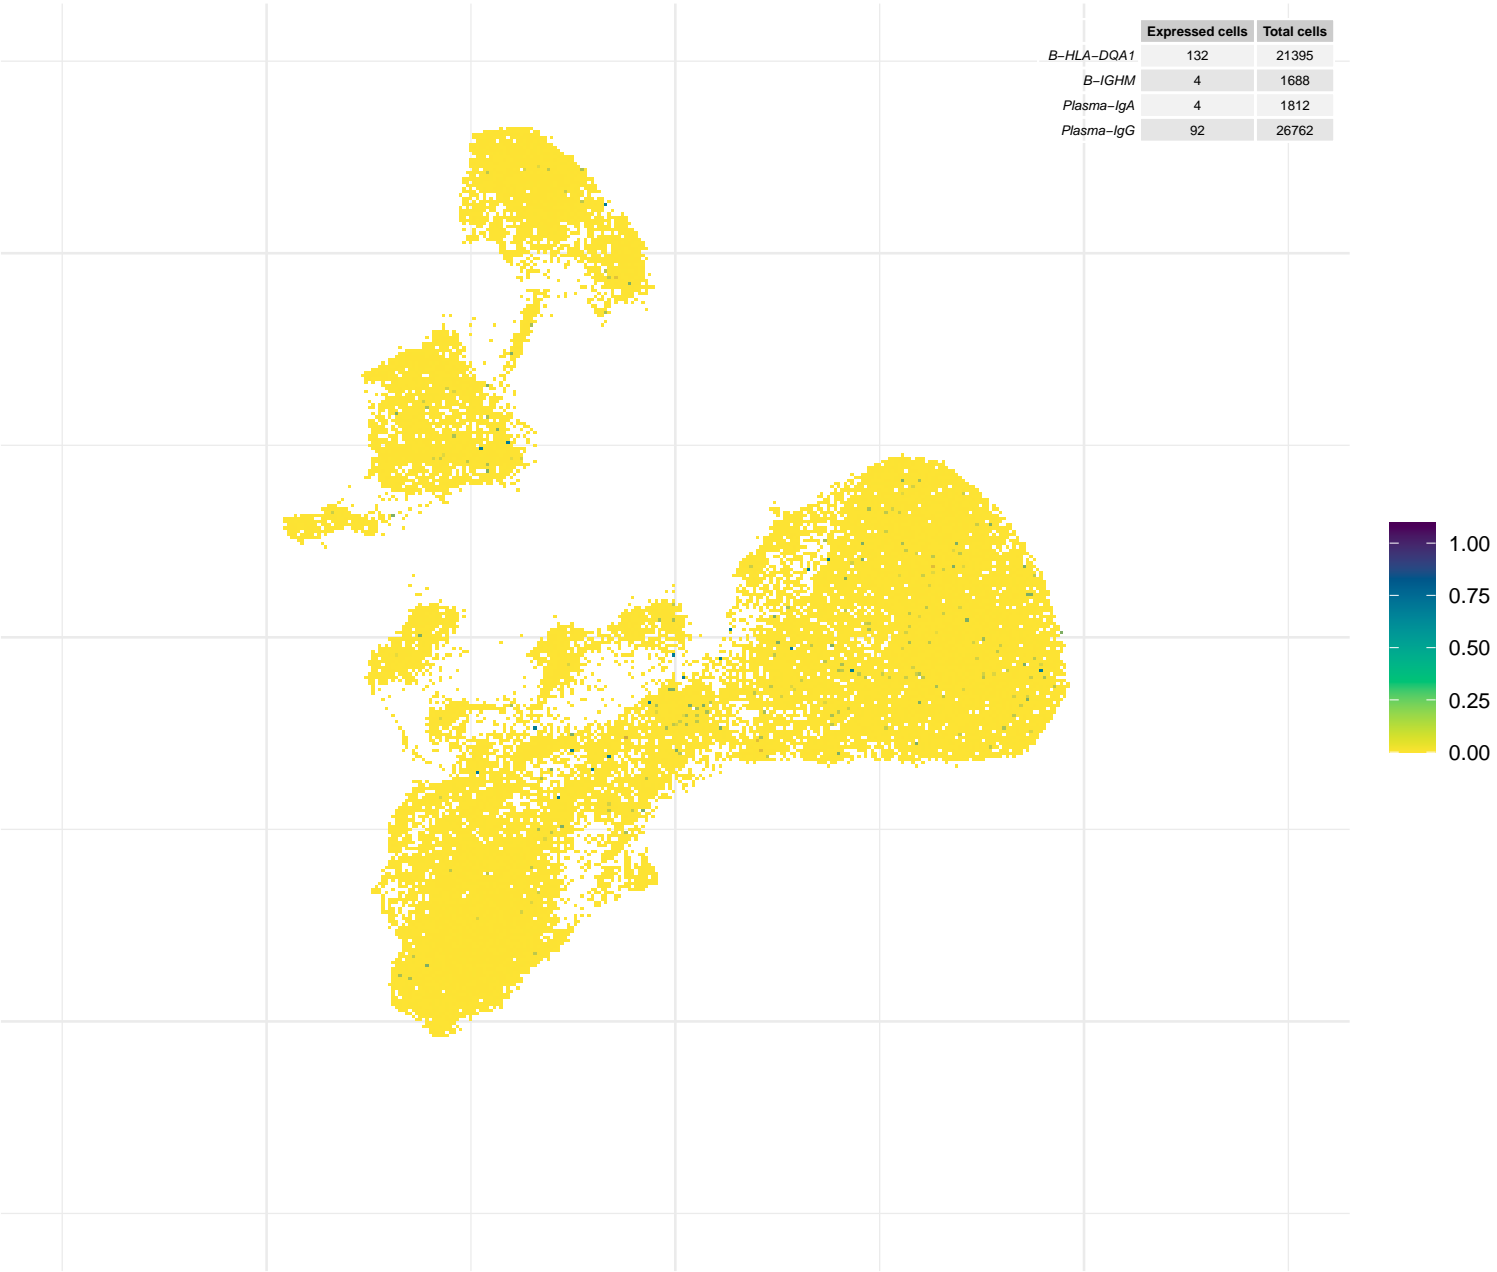 Expressed cells Total cells
B−HLA−DQA1 132 21395
B−IGHM 4 1688
Plasma−IgA 4 1812
Plasma−IgG 92 26762
1.00
0.75
0.50
0.25
0.00